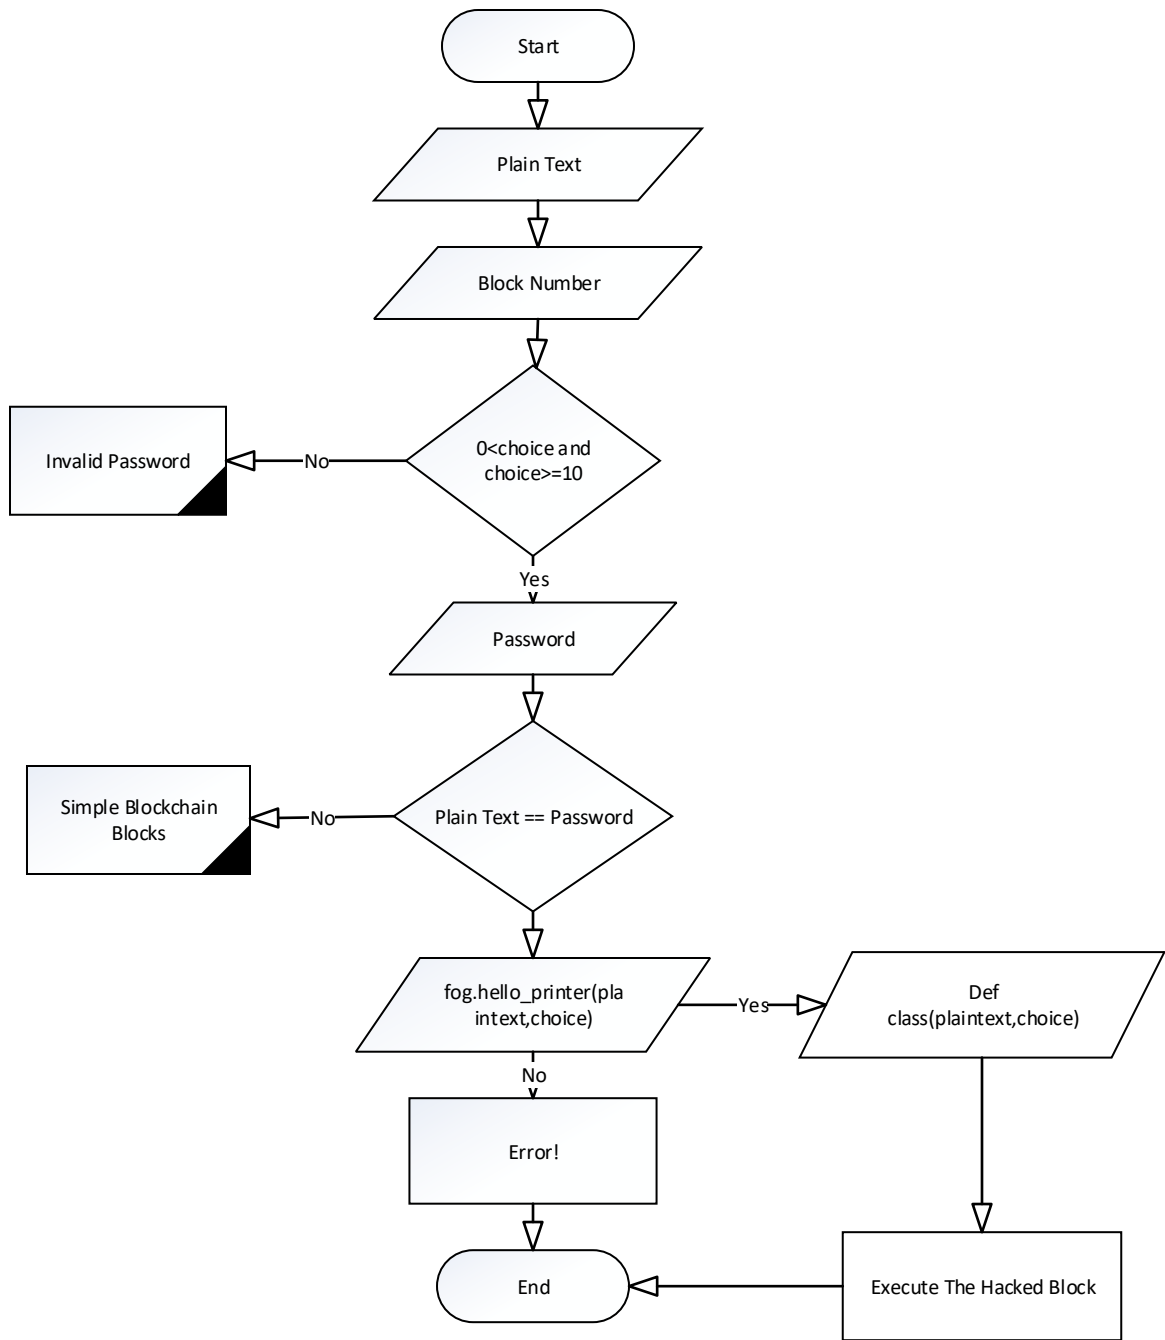 Start
Plain Text
Block Number
0<choice and
choice>=10
No
Invalid Password
Yes
Password
Plain Text == Password
No
Simple Blockchain
Blocks
fog.hello_printer(pla
intext,choice)
Yes
Def
class(plaintext,choice)
No
Error!
Execute The Hacked Block
End